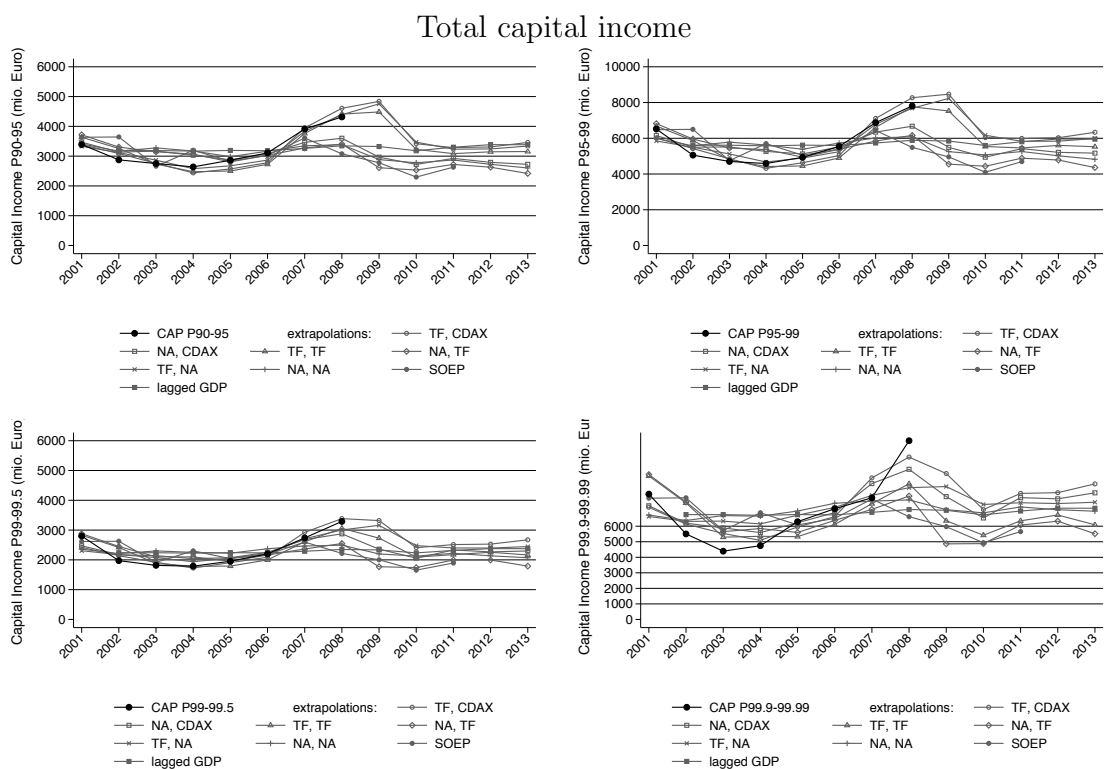 Total capital income
Capital Income P90-95 (mio. Euro)
6000
5000
4000
3000
2000
1000
0
2001 2002 2003 2004 2005 2006 2007 2008 2009 2010 2011 2012 2013
CAP P90-95 extrapolations: TF, CDAX
NA, CDAX TF, TF NA, TF
TF, NA NA, NA SOEP
lagged GDP
Capital Income P95-99 (mio. Euro)
10000
8000
6000
4000
2000
0
2001 2002 2003 2004 2005 2006 2007 2008 2009 2010 2011 2012 2013
CAP P95-99 extrapolations: TF, CDAX
NA, CDAX TF, TF NA, TF
TF, NA NA, NA SOEP
lagged GDP
Capital Income P99-99.5 (mio. Euro
6000
5000
4000
3000
2000
1000
0
2001 2002 2003 2004 2005 2006 2007 2008 2009 2010 2011 2012 2013
CAP P99-99.5 extrapolations: TF, CDAX
NA, CDAX TF, TF NA, TF
TF, NA NA, NA SOEP
lagged GDP
Capital Income P99.9-99.99 (mio. Eur
6000
5000
4000
3000
2000
1000
0
2001 2002 2003 2004 2005 2006 2007 2008 2009 2010 2011 2012 2013
CAP P99.9-99.99 extrapolations: TF, CDAX
NA, CDAX TF, TF NA, TF
TF, NA NA, NA SOEP
lagged GDP